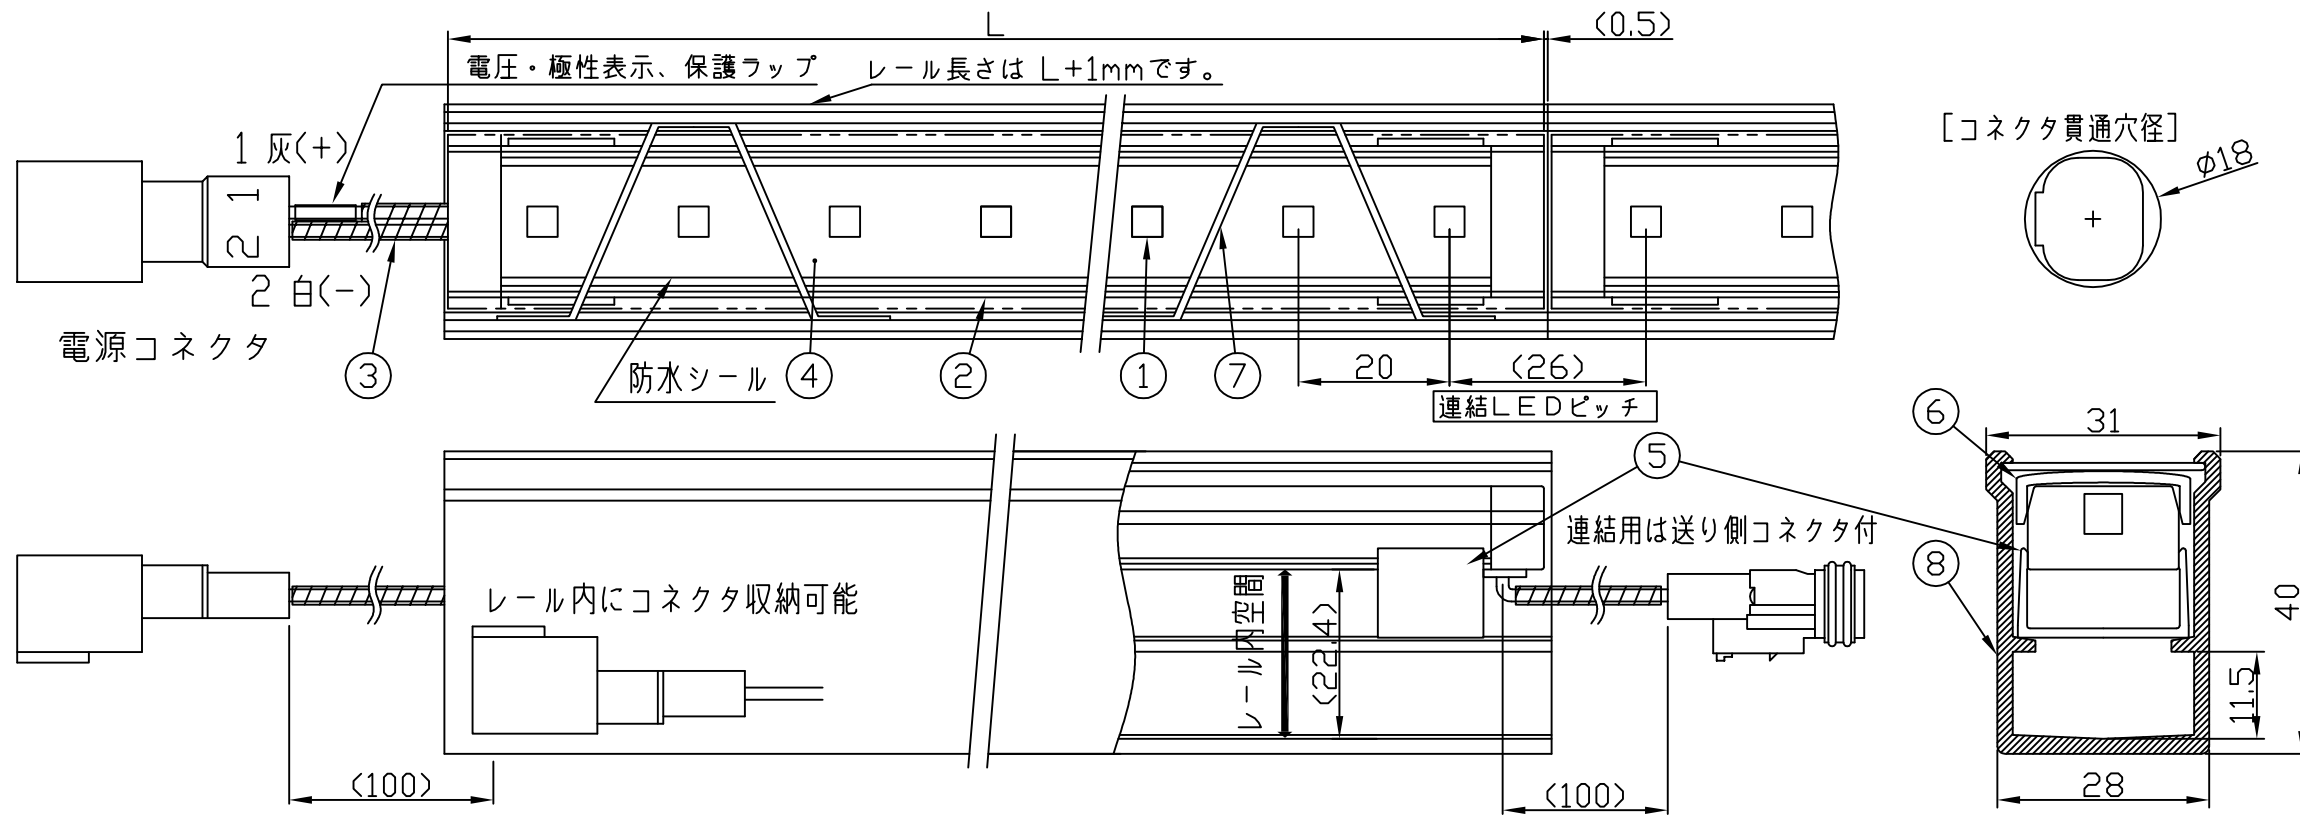 L
(0.5)
電圧・極性表示、保護ラップ
レール長さは L+1mmです。
[コネクタ貫通穴径]
φ18
1 灰(+)
1
2
2 白(-)
電源コネクタ
3
防水シール
4
2
1
7
20
(26)
連結LEDピッチ
6
31
5
連結用は送り側コネクタ付
8
40
レール内にコネクタ収納可能
レール内空間
(22.4)
11.5
(100)
(100)
28